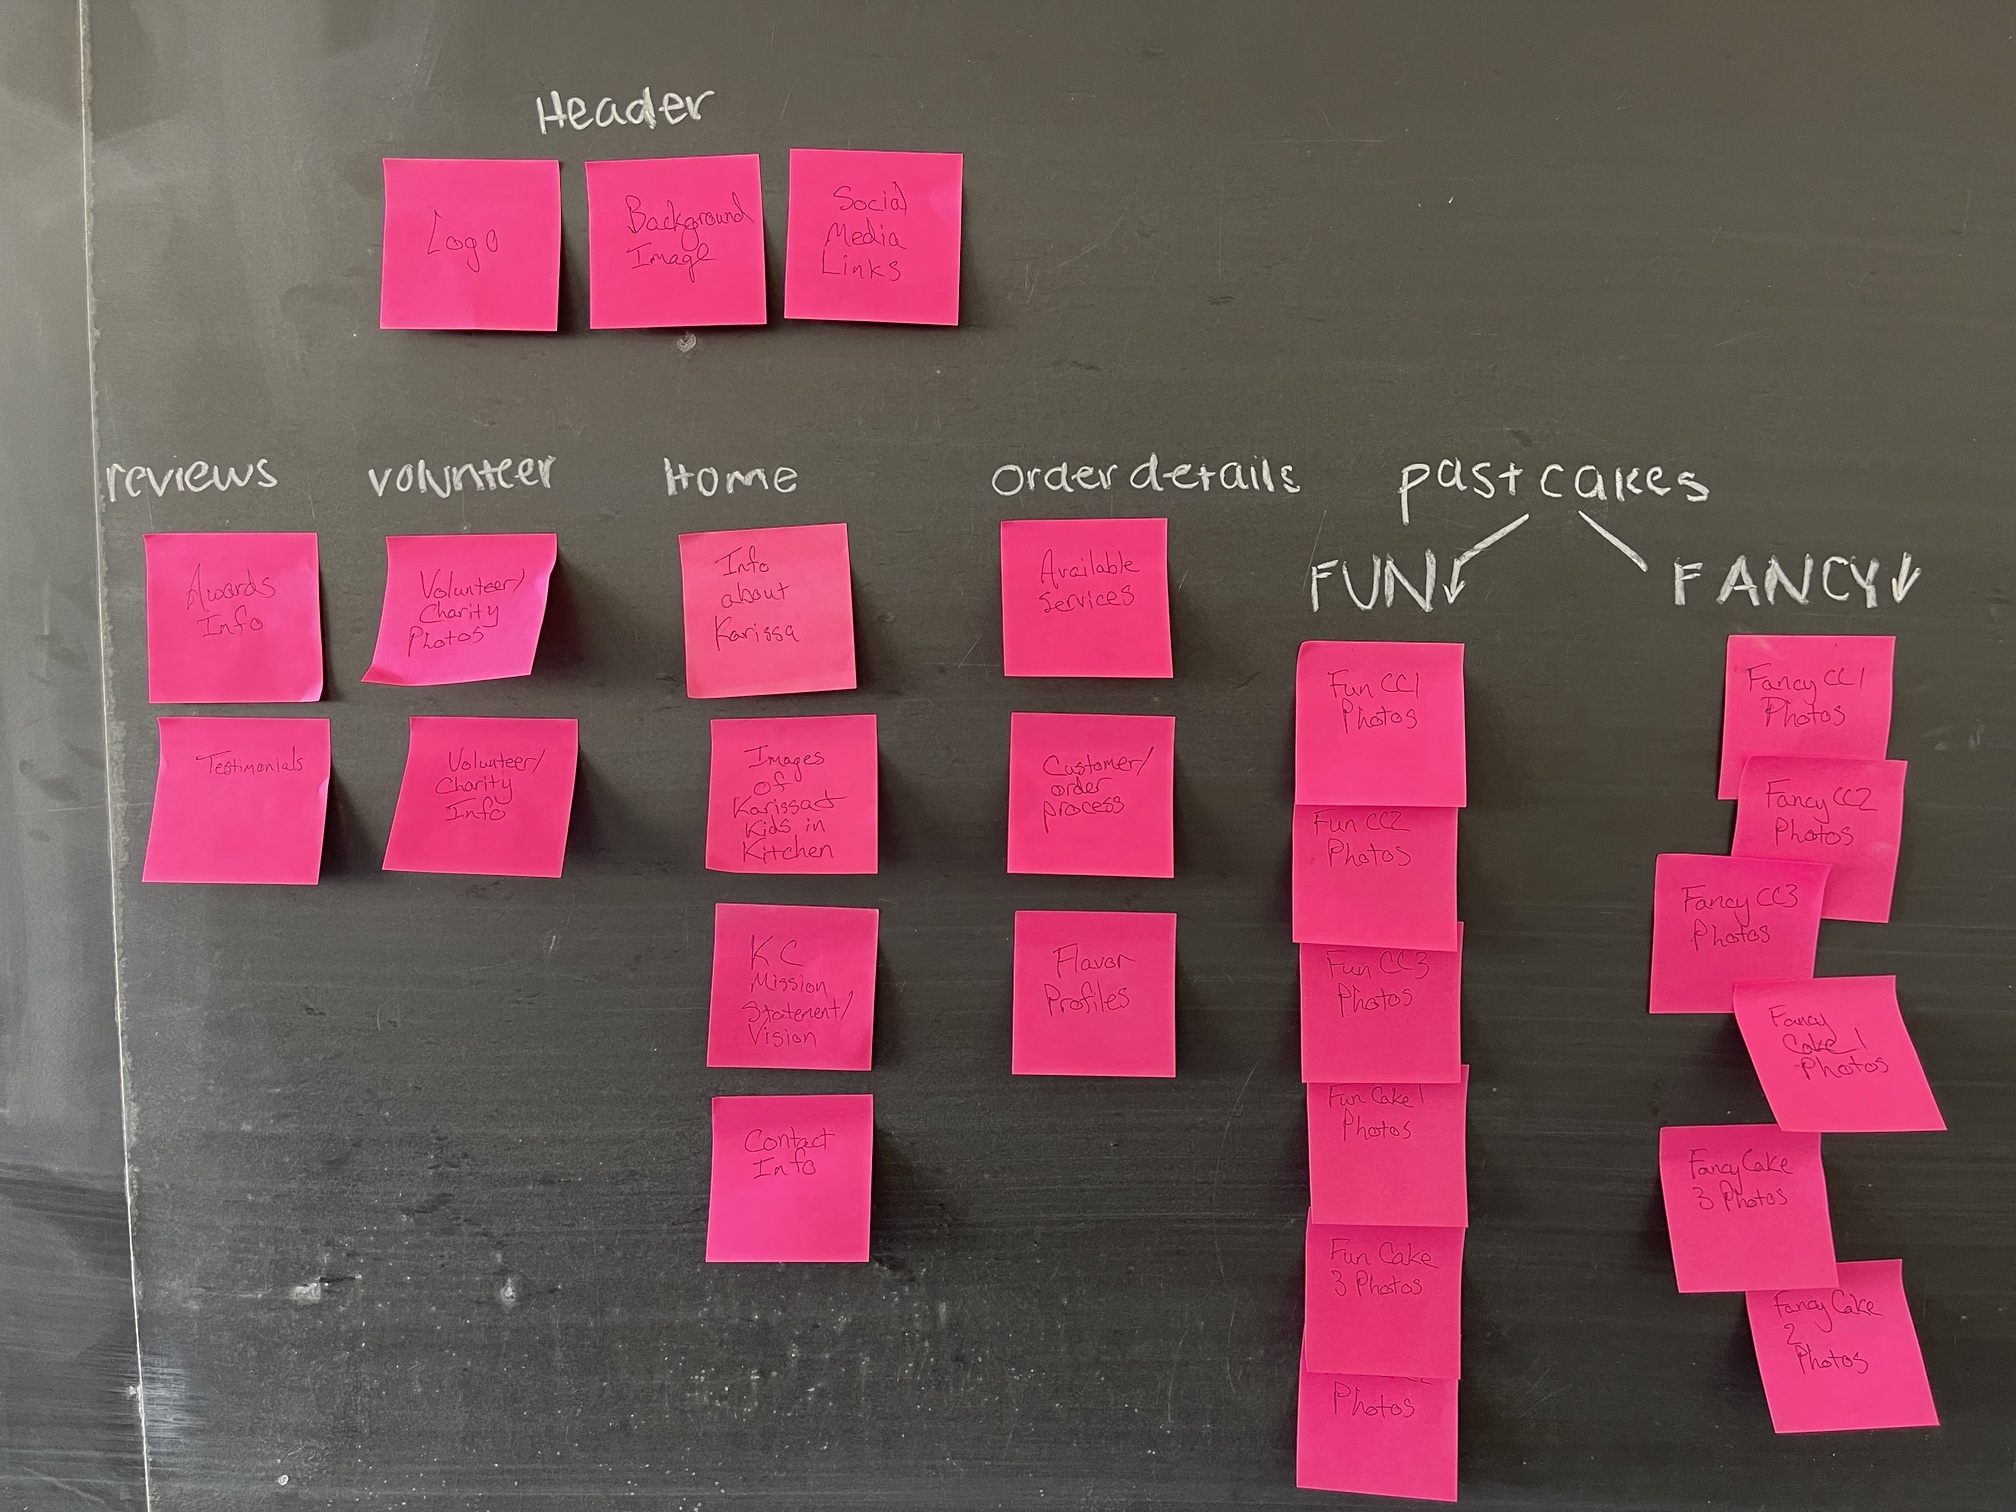 Header
Logo
Background
Image
Social
Media
Links
reviews
Awards
Info
Testimonials
volunteer
Volunteer/
Charity
Photos
Volunteer/
Charity
Info
Home
Info
about
Karissa
Images
Of
Karissa+
Kids in
Kitchen
KC
Mission
Statement/
Vision
Contact
Info
Order details
Available
Services
Customer/
order
process
Flavor
Profiles
past cakes
FUN
Fun CC1
Photos
Fun CC2
Photos
Fun CC3
Photos
Fun Cake 1
Photos
Fun Cake
3 Photos
Photos
FANCY
Fancy CC1
Photos
Fancy CC2
Photos
Fancy CC3
Photos
Fancy
Cake 1
Photos
Fancy Cake
3 Photos
Fancy Cake
2
Photos